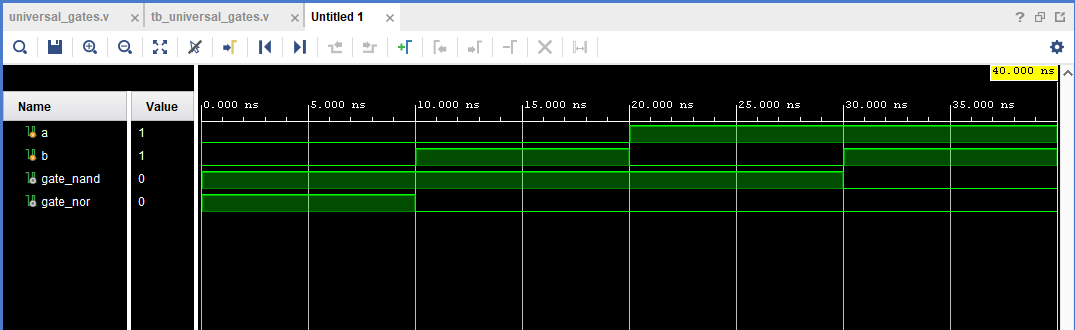 universal_gates.v × tb_universal_gates.v × Untitled 1 × ?
40.000 ns
Name Value 0.000 ns 5.000 ns 10.000 ns 15.000 ns 20.000 ns 25.000 ns 30.000 ns 35.000 ns
a 1
b 1
gate_nand 0
gate_nor 0